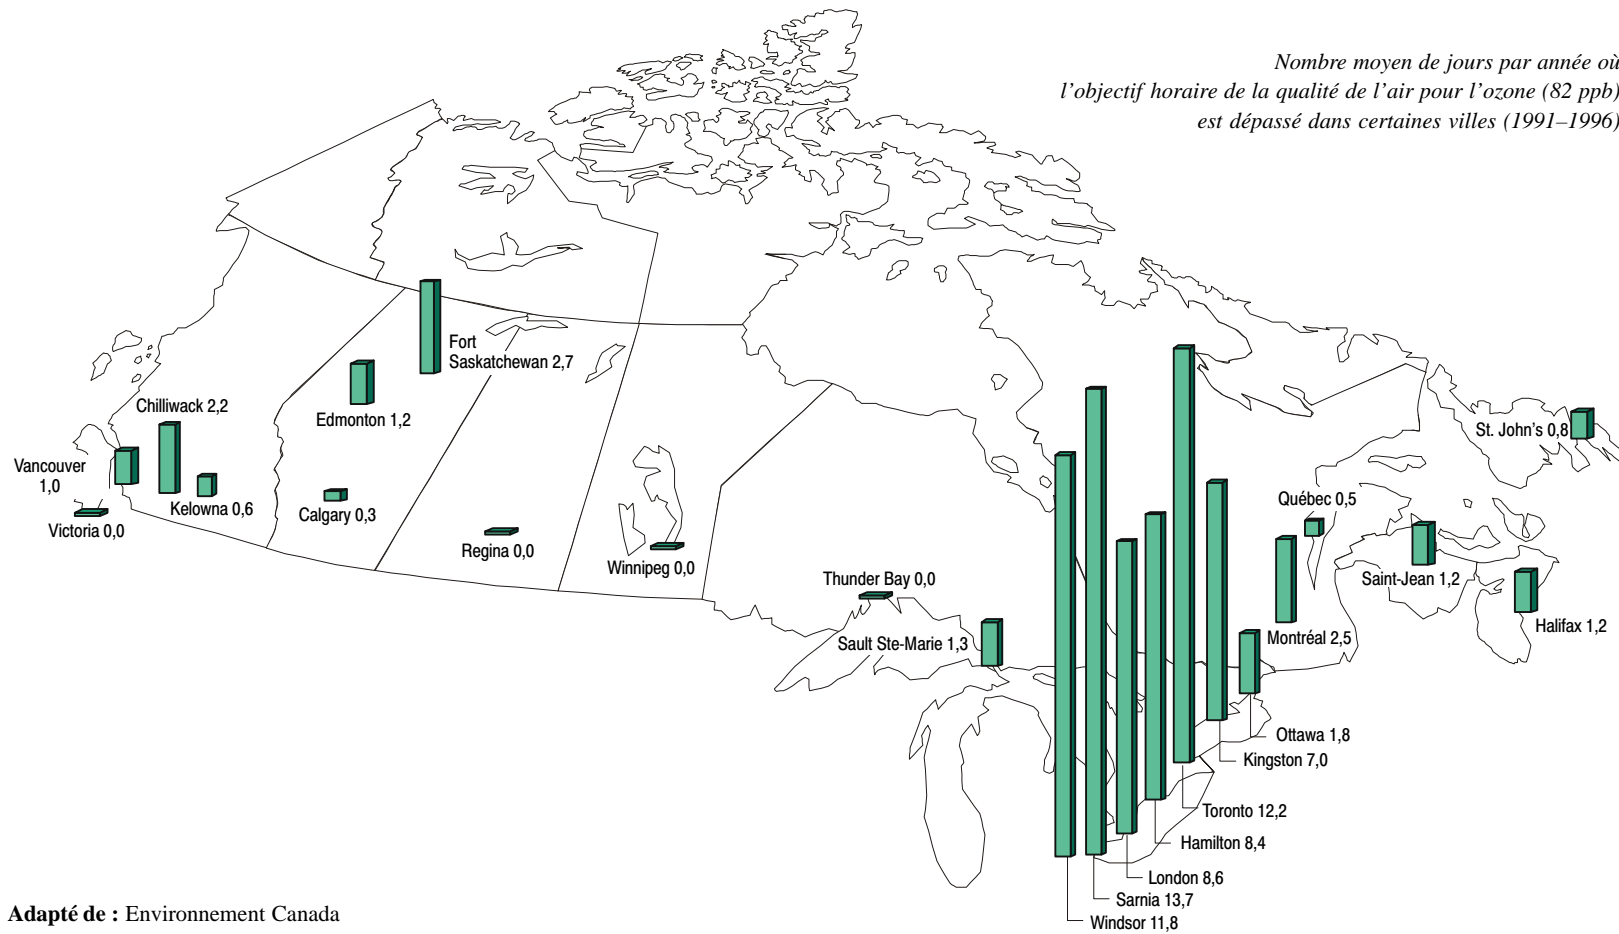 Nombre moyen de jours par année où
l’objectif horaire de la qualité de l’air pour l’ozone (82 ppb)
est dépassé dans certaines villes (1991–1996)
Fort
Saskatchewan 2,7
Edmonton 1,2
Chilliwack 2,2
Vancouver
1,0
Kelowna 0,6
Victoria 0,0
Calgary 0,3
Regina 0,0
Winnipeg 0,0
Thunder Bay 0,0
Sault Ste-Marie 1,3
St. John’s 0,8
Québec 0,5
Saint-Jean 1,2
Halifax 1,2
Montréal 2,5
Ottawa 1,8
Kingston 7,0
Toronto 12,2
Hamilton 8,4
London 8,6
Sarnia 13,7
Windsor 11,8
Adapté de : Environnement Canada